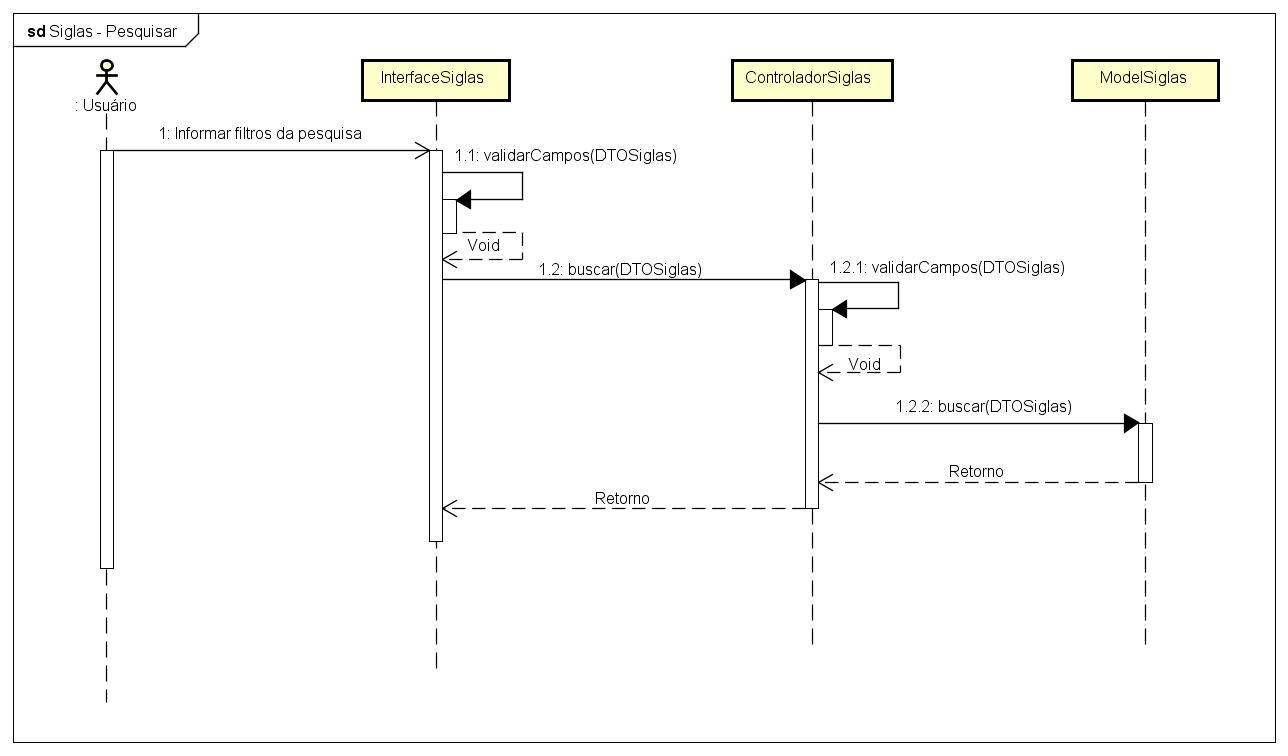 sd Siglas - Pesquisar
: Usuário
InterfaceSiglas
ControladorSiglas
ModelSiglas
1: Informar filtros da pesquisa
1.1: validarCampos(DTOSiglas)
Void
1.2: buscar(DTOSiglas)
1.2.1: validarCampos(DTOSiglas)
Void
1.2.2: buscar(DTOSiglas)
Retorno
Retorno